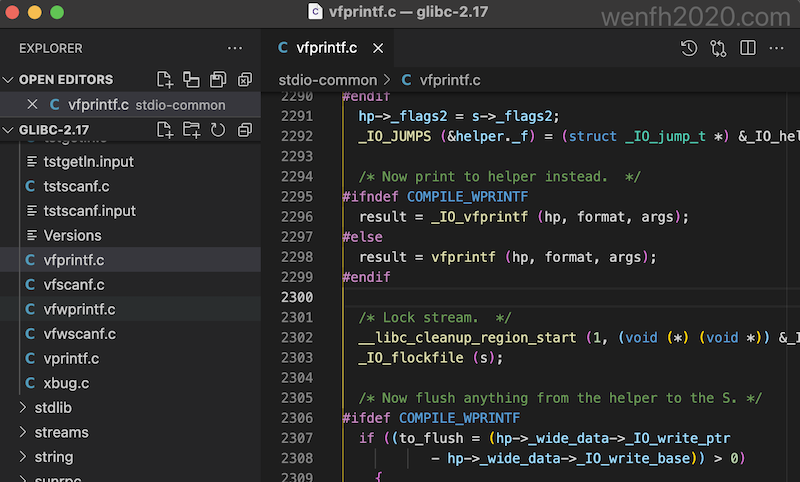 vfprintf.c — glibc-2.17
wenfh2020.com
EXPLORER
OPEN EDITORS
vfprintf.c stdio-common
GLIBC-2.17
tstgetln.input
tstscanf.c
tstscanf.input
Versions
vfprintf.c
vfscanf.c
vfwprintf.c
vfwscanf.c
vprintf.c
xbug.c
stdlib
streams
string
sunrpc
vfprintf.c
stdio-common > vfprintf.c
2290 #endif
2291 hp->_flags2 = s->_flags2;
2292 _IO_JUMPS (&helper._f) = (struct _IO_jump_t *) &_IO_hel
2293
2294 /* Now print to helper instead. */
2295 #ifndef COMPILE_WPRINTF
2296 result = _IO_vfprintf (hp, format, args);
2297 #else
2298 result = vfprintf (hp, format, args);
2299 #endif
2300
2301 /* Lock stream. */
2302 __libc_cleanup_region_start (1, (void (*) (void *)) &_I
2303 _IO_flockfile (s);
2304
2305 /* Now flush anything from the helper to the S. */
2306 #ifdef COMPILE_WPRINTF
2307 if ((to_flush = (hp->_wide_data->_IO_write_ptr
2308 - hp->_wide_data->_IO_write_base)) > 0)
2309 {